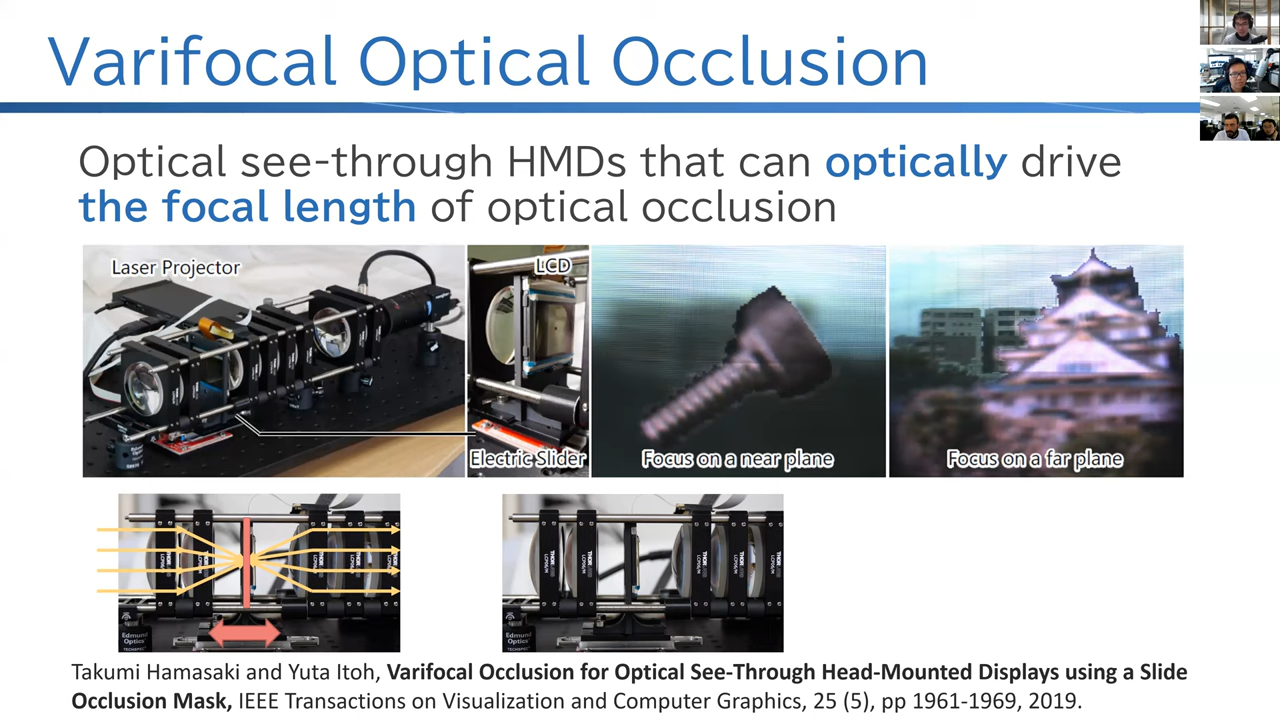 Varifocal Optical Occlusion
Optical see-through HMDs that can optically drive
the focal length of optical occlusion
Laser Projector
LCD
Electric Slider
Focus on a near plane
Focus on a far plane
THORLABS
Edmund
Optics
Edmund
Optics
Takumi Hamasaki and Yuta Itoh, Varifocal Occlusion for Optical See-Through Head-Mounted Displays using a Slide
Occlusion Mask, IEEE Transactions on Visualization and Computer Graphics, 25 (5), pp 1961-1969, 2019.